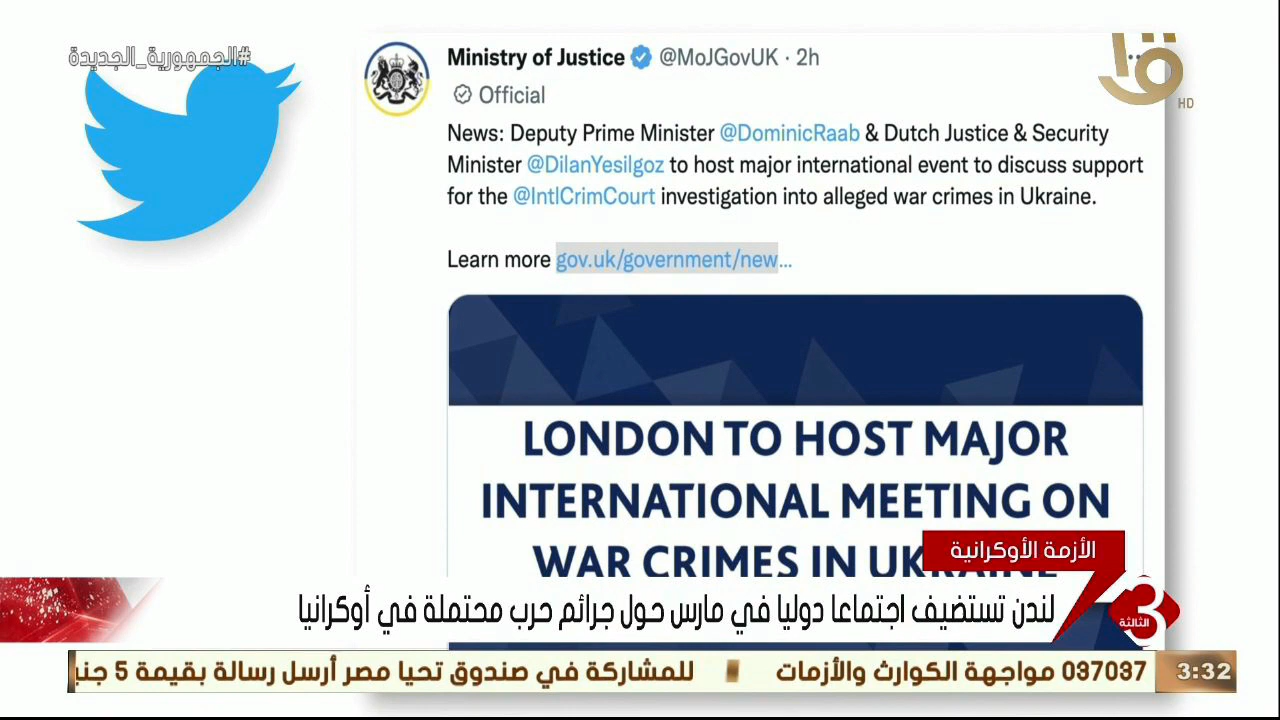 #الجمهورية_الجديدة
Ministry of Justice @MoJGovUK · 2h
Official
HD
News: Deputy Prime Minister @DominicRaab & Dutch Justice & Security
Minister @DilanYesilgoz to host major international event to discuss support
for the @IntlCrimCourt investigation into alleged war crimes in Ukraine.
Learn more gov.uk/government/new...
LONDON TO HOST MAJOR
INTERNATIONAL MEETING ON
WAR CRIMES IN UKRAINE
الأزمة الأوكرانية
لندن تستضيف اجتماعا دوليا في مارس حول جرائم حرب محتملة في أوكرانيا
3
الثالثة
037037 مواجهة الكوارث والأزمات للمشاركة في صندوق تحيا مصر أرسل رسالة بقيمة 5 جنيه
3:32